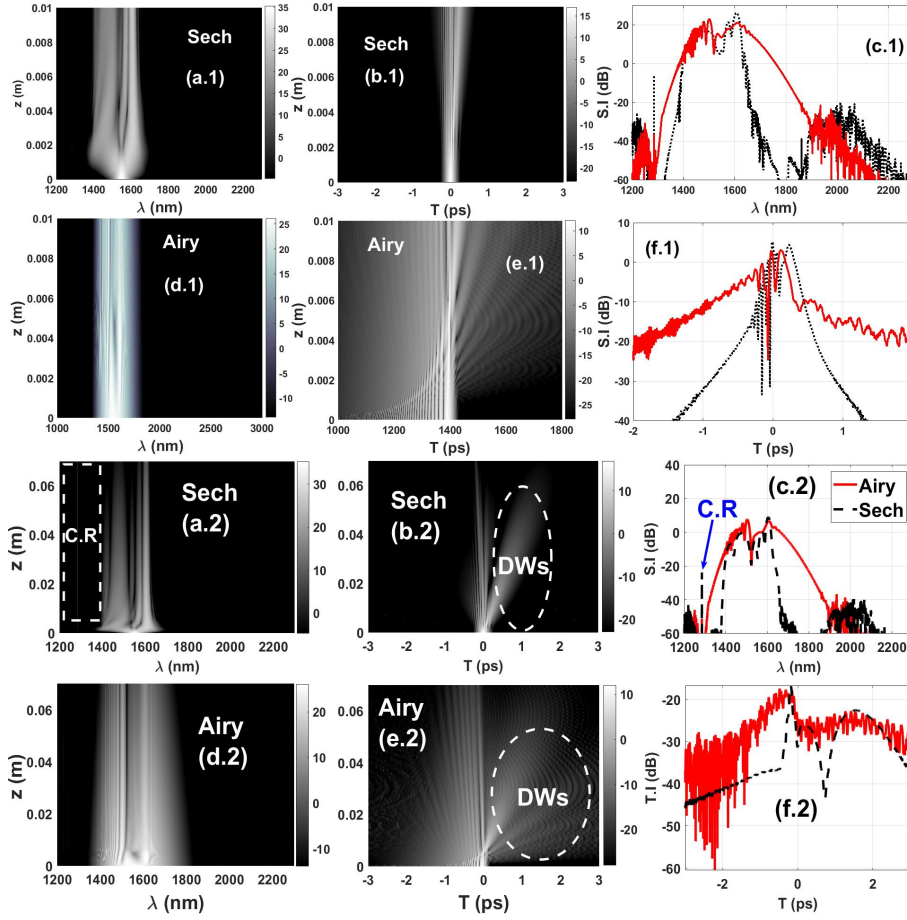 0.01
0.008
0.006
0.004
0.002
0
z (m)
Sech
(a.1)
1200 1400 1600 1800 2000 2200
λ (nm)
35
30
25
20
15
10
5
0
0.01
0.008
0.006
0.004
0.002
0
z (m)
Sech
(b.1)
-3 -2 -1 0 1 2 3
T (ps)
15
10
5
0
-5
-10
-15
-20
(c.1)
S.I (dB)
20
0
-20
-40
-60
1200 1400 1600 1800 2000 2200
λ (nm)
0.01
0.008
0.006
0.004
0.002
0
z (m)
Airy
(d.1)
1000 1500 2000 2500 3000
λ (nm)
25
20
15
10
5
0
-5
-10
0.01
0.008
0.006
0.004
0.002
0
z (m)
Airy
(e.1)
1000 1200 1400 1600 1800
T (ps)
10
5
0
-5
-10
-15
-20
-25
(f.1)
S.I (dB)
10
0
-10
-20
-30
-40
-2 -1 0 1
T (ps)
0.06
0.04
0.02
0
z (m)
C.R
Sech
(a.2)
1200 1400 1600 1800 2000 2200
λ (nm)
30
20
10
0
0.06
0.04
0.02
0
z (m)
Sech
(b.2)
DWs
-3 -2 -1 0 1 2 3
T (ps)
10
0
-10
-20
(c.2)
C.R
Airy
Sech
S.I (dB)
40
20
0
-20
-40
-60
1200 1400 1600 1800 2000 2200
λ (nm)
0.06
0.04
0.02
0
z (m)
Airy
(d.2)
1200 1400 1600 1800 2000 2200
λ (nm)
20
10
0
-10
0.06
0.04
0.02
0
z (m)
Airy
(e.2)
DWs
-3 -2 -1 0 1 2 3
T (ps)
10
0
-10
-20
(f.2)
T.I (dB)
-20
-30
-40
-50
-60
-2 0 2
T (ps)